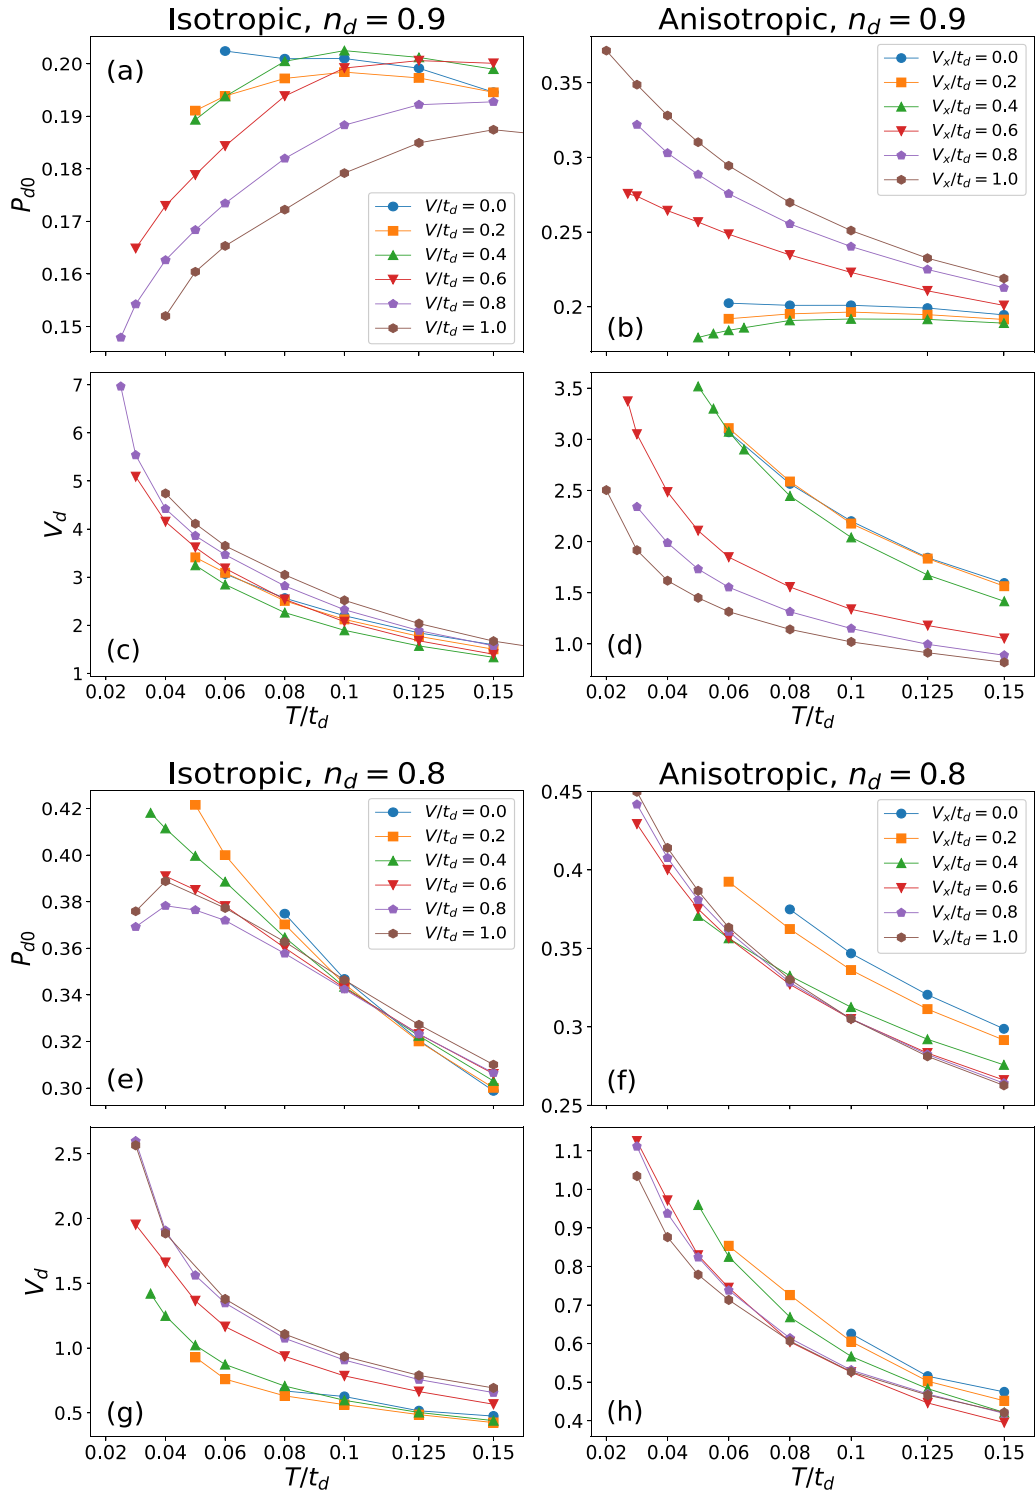 Isotropic, n_d = 0.9
Anisotropic, n_d = 0.9
(a)
P_{d0}
0.20
0.19
0.18
0.17
0.16
0.15
V/t_d = 0.0
V/t_d = 0.2
V/t_d = 0.4
V/t_d = 0.6
V/t_d = 0.8
V/t_d = 1.0
(b)
0.35
0.3
0.25
0.2
V_x/t_d = 0.0
V_x/t_d = 0.2
V_x/t_d = 0.4
V_x/t_d = 0.6
V_x/t_d = 0.8
V_x/t_d = 1.0
(c)
V_d
7
6
5
4
3
2
1
0.02 0.04 0.06 0.08 0.1 0.125 0.15
T/t_d
(d)
3.5
3.0
2.5
2.0
1.5
1.0
0.02 0.04 0.06 0.08 0.1 0.125 0.15
T/t_d
Isotropic, n_d = 0.8
Anisotropic, n_d = 0.8
(e)
P_{d0}
0.42
0.40
0.38
0.36
0.34
0.32
0.30
V/t_d = 0.0
V/t_d = 0.2
V/t_d = 0.4
V/t_d = 0.6
V/t_d = 0.8
V/t_d = 1.0
(f)
0.45
0.4
0.35
0.3
0.25
V_x/t_d = 0.0
V_x/t_d = 0.2
V_x/t_d = 0.4
V_x/t_d = 0.6
V_x/t_d = 0.8
V_x/t_d = 1.0
(g)
V_d
2.5
2.0
1.5
1.0
0.5
0.02 0.04 0.06 0.08 0.1 0.125 0.15
T/t_d
(h)
1.1
1.0
0.9
0.8
0.7
0.6
0.5
0.4
0.02 0.04 0.06 0.08 0.1 0.125 0.15
T/t_d